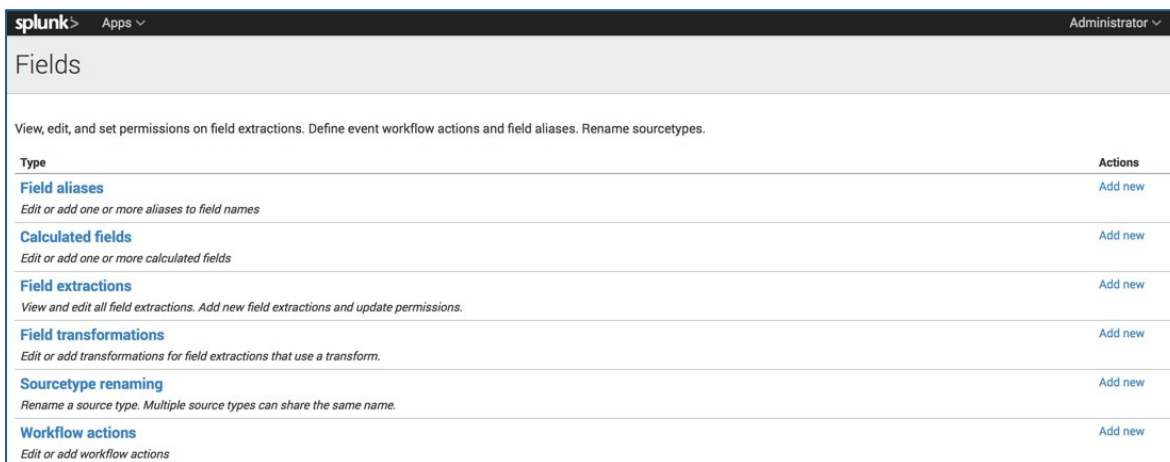 splunk> Apps Administrator
Fields
View, edit, and set permissions on field extractions. Define event workflow actions and field aliases. Rename sourcetypes.
Type Actions
Field aliases Add new
Edit or add one or more aliases to field names
Calculated fields Add new
Edit or add one or more calculated fields
Field extractions Add new
View and edit all field extractions. Add new field extractions and update permissions.
Field transformations Add new
Edit or add transformations for field extractions that use a transform.
Sourcetype renaming Add new
Rename a source type. Multiple source types can share the same name.
Workflow actions Add new
Edit or add workflow actions